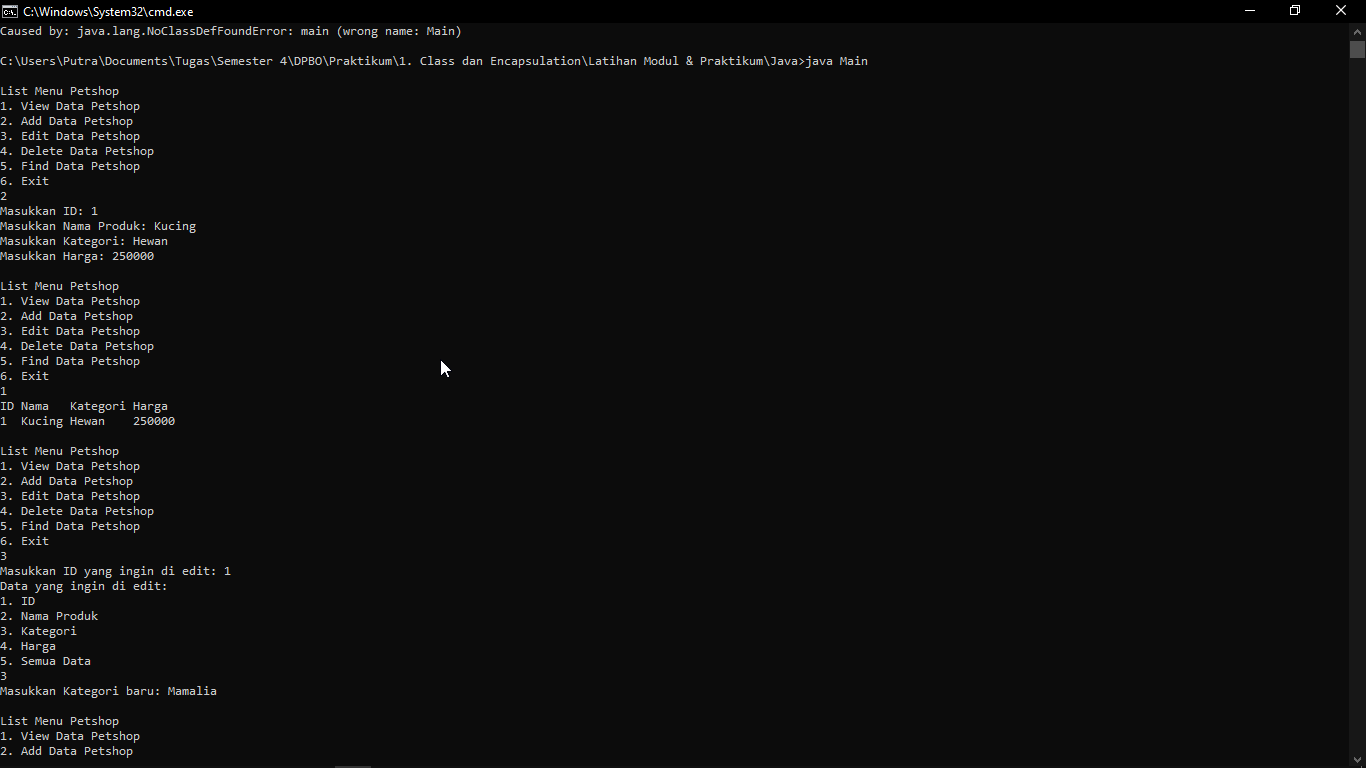 C:\Windows\System32\cmd.exe
Caused by: java.lang.NoClassDefFoundError: main (wrong name: Main)
C:\Users\Putra\Documents\Tugas\Semester 4\DPBO\Praktikum\1. Class dan Encapsulation\Latihan Modul & Praktikum\Java>java Main
List Menu Petshop
1. View Data Petshop
2. Add Data Petshop
3. Edit Data Petshop
4. Delete Data Petshop
5. Find Data Petshop
6. Exit
2
Masukkan ID: 1
Masukkan Nama Produk: Kucing
Masukkan Kategori: Hewan
Masukkan Harga: 250000
List Menu Petshop
1. View Data Petshop
2. Add Data Petshop
3. Edit Data Petshop
4. Delete Data Petshop
5. Find Data Petshop
6. Exit
1
ID Nama   Kategori Harga
1  Kucing Hewan    250000
List Menu Petshop
1. View Data Petshop
2. Add Data Petshop
3. Edit Data Petshop
4. Delete Data Petshop
5. Find Data Petshop
6. Exit
3
Masukkan ID yang ingin di edit: 1
Data yang ingin di edit:
1. ID
2. Nama Produk
3. Kategori
4. Harga
5. Semua Data
3
Masukkan Kategori baru: Mamalia
List Menu Petshop
1. View Data Petshop
2. Add Data Petshop